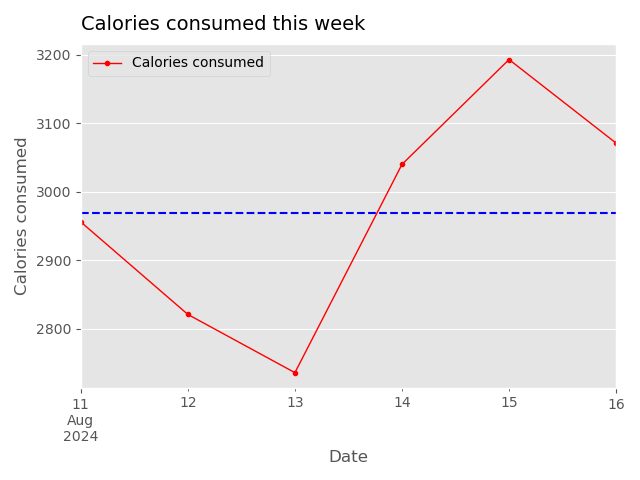 Calories consumed this week
Calories consumed
3200
3100
3000
2900
2800
Calories consumed
11 12 13 14 15 16
Aug
2024
Date